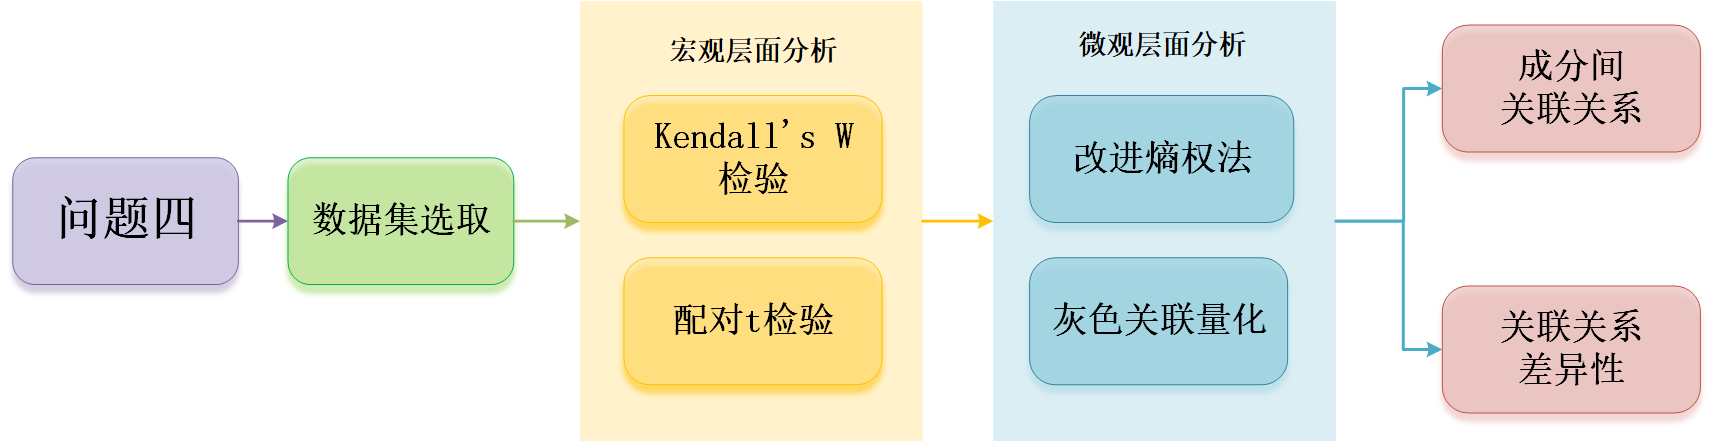 问题四
数据集选取
宏观层面分析
Kendall's W
检验
配对t检验
微观层面分析
改进熵权法
灰色关联量化
成分间
关联关系
关联关系
差异性